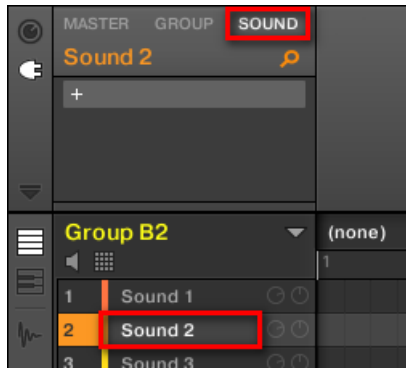 MASTER GROUP SOUND
Sound 2
+
Group B2 (none)
1
1 Sound 1
2 Sound 2
3 Sound 3